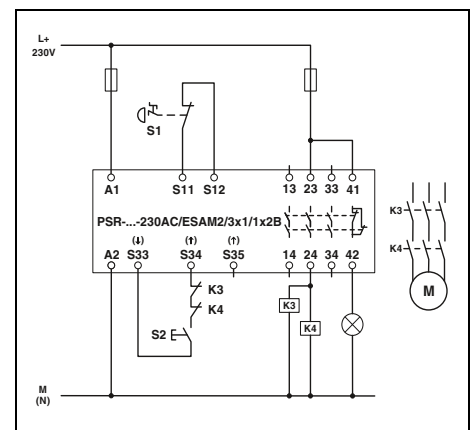 L+
230V
S1
A1 S11 S12 13 23 33 41
PSR-...-230AC/ESAM2/3x1/1x2B
(↓) (↑) (↑)
A2 S33 S34 S35 14 24 34 42
K3
K4
S2
K3
K4
K3
K4
M
M
(N)